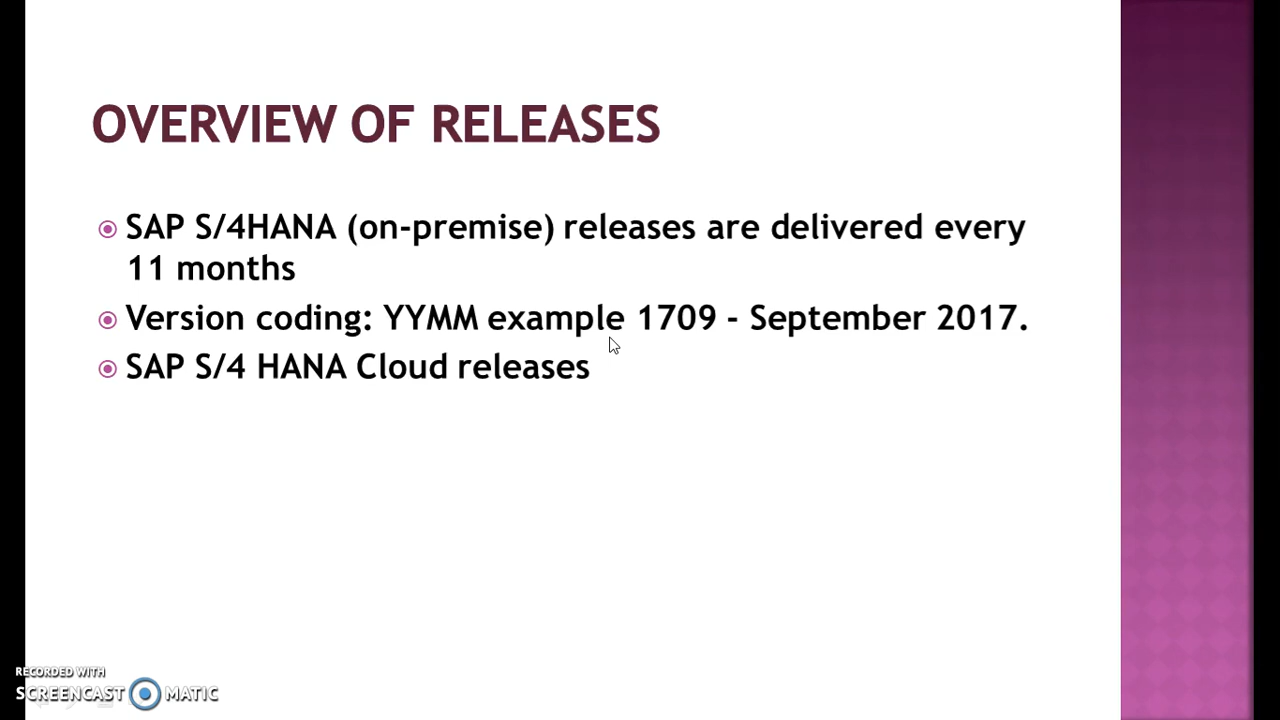 OVERVIEW OF RELEASES
SAP S/4HANA (on-premise) releases are delivered every
11 months
Version coding: YYMM example 1709 - September 2017.
SAP S/4 HANA Cloud releases
RECORDED WITH
SCREENCAST MATIC